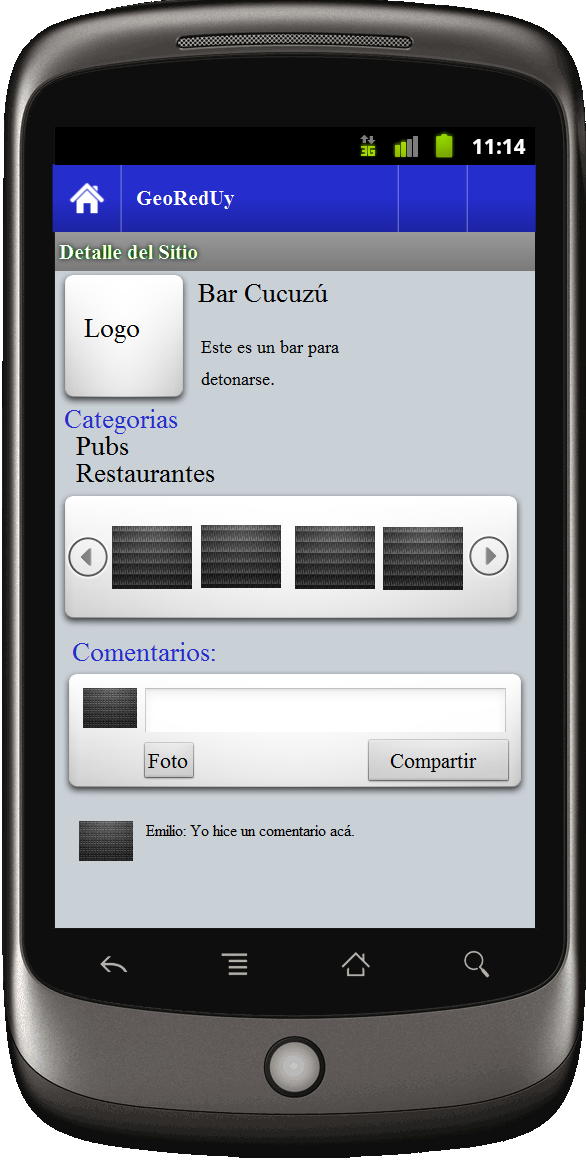 3G
11:14
GeoRedUy
Detalle del Sitio
Logo
Bar Cucuzú
Este es un bar para
detonarse.
Categorias
Pubs
Restaurantes
Comentarios:
Foto
Compartir
Emilio: Yo hice un comentario acá.